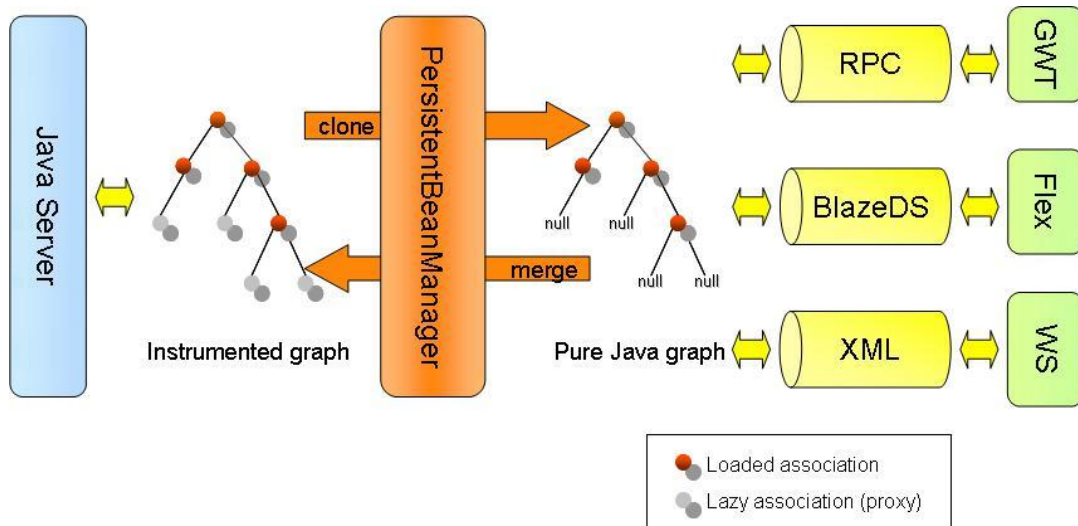 Java Server
clone
PersistentBeanManager
merge
Instrumented graph
null
null
null
null
Pure Java graph
RPC
GWT
BlazeDS
Flex
XML
WS
Loaded association
Lazy association (proxy)